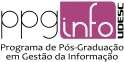 ppg info UDESC
Programa de Pós-Graduação
em Gestão da Informação